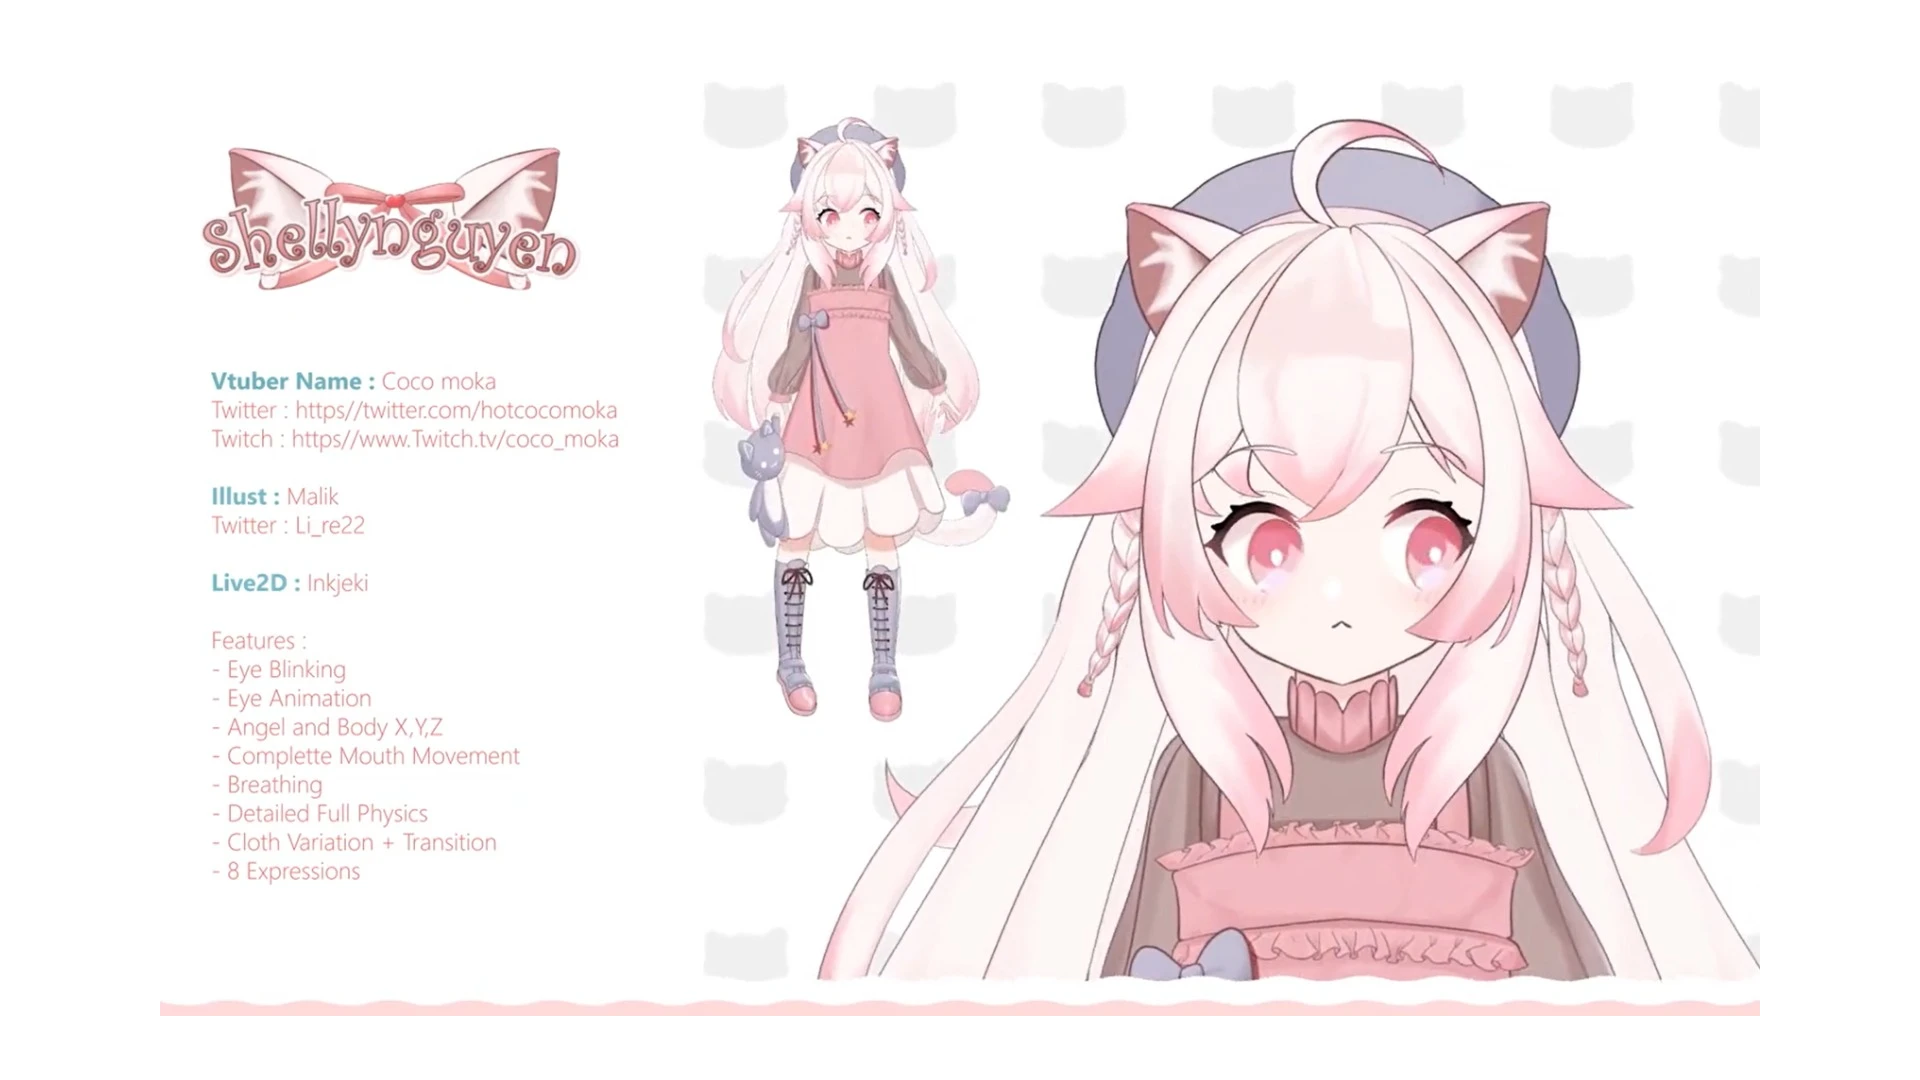 Shellynguyen
Vtuber Name : Coco moka
Twitter : https//twitter.com/hotcocomoka
Twitch : https//www.Twitch.tv/coco_moka
Illust : Malik
Twitter : Li_re22
Live2D : Inkjeki
Features :
- Eye Blinking
- Eye Animation
- Angel and Body X,Y,Z
- Complette Mouth Movement
- Breathing
- Detailed Full Physics
- Cloth Variation + Transition
- 8 Expressions